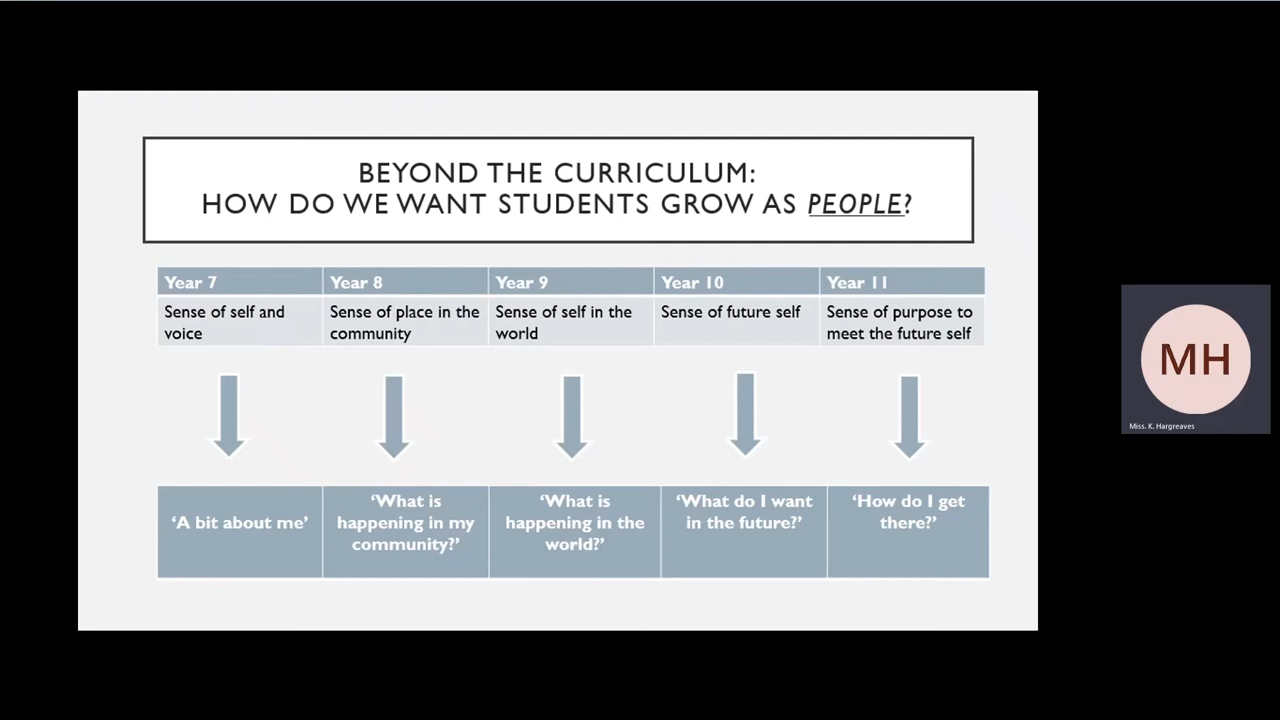 BEYOND THE CURRICULUM:
HOW DO WE WANT STUDENTS GROW AS PEOPLE?
Year 7
Year 8
Year 9
Year 10
Year 11
Sense of self and
voice
Sense of place in the
community
Sense of self in the
world
Sense of future self
Sense of purpose to
meet the future self
‘A bit about me’
‘What is
happening in my
community?’
‘What is
happening in the
world?’
‘What do I want
in the future?’
‘How do I get
there?’
MH
Miss. K. Hargreaves